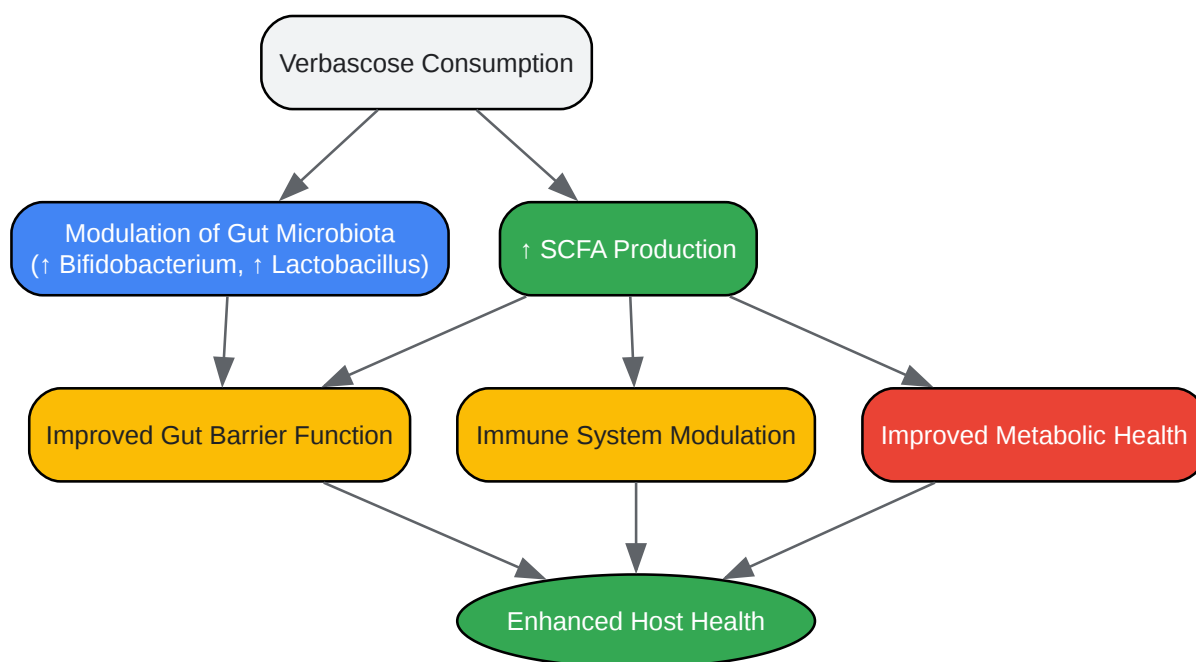 Verbascose Consumption
Modulation of Gut Microbiota
(↑ Bifidobacterium, ↑ Lactobacillus)
↑ SCFA Production
Improved Gut Barrier Function
Immune System Modulation
Improved Metabolic Health
Enhanced Host Health